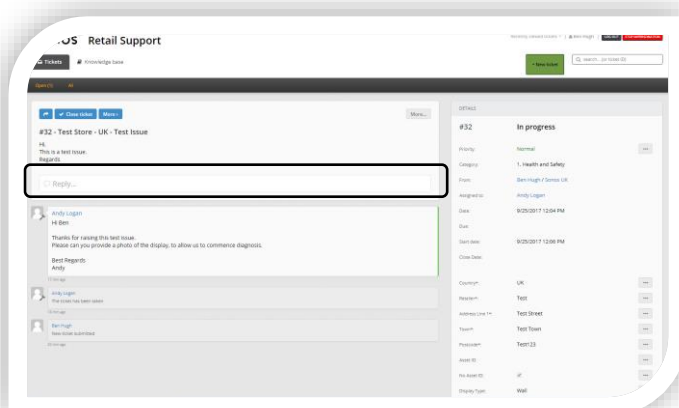 Retail Support
Recently viewed tickets
Ben Hugh
Tickets
Knowledge base
+ New ticket
Search... (or ticket ID)
All
Close ticket
More
More...
#32 - Test Store - UK - Test Issue
Hi,
This is a test issue.
Regards
Reply...
Andy Logan
Hi Ben
Thanks for raising this test issue.
Please can you provide a photo of the display, to allow us to commence diagnosis.
Best Regards
Andy
Andy Logan
The ticket has been taken
Ben Hugh
New ticket submitted
DETAILS
#32 In progress
Priority: Normal
Category: 1. Health and Safety
From: Ben Hugh /
Assigned to: Andy Logan
Date: 9/25/2017 12:04 PM
Due:
Start date: 9/25/2017 12:06 PM
Close Date:
Country*: UK
Retailer*: Test
Address Line 1*: Test Street
Town*: Test Town
Postcode*: Test123
Asset ID:
No Asset ID:
Display Type: Wall